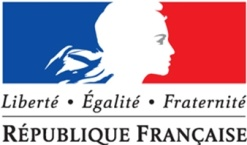 Liberté • Égalité • Fraternité
RÉPUBLIQUE FRANÇAISE